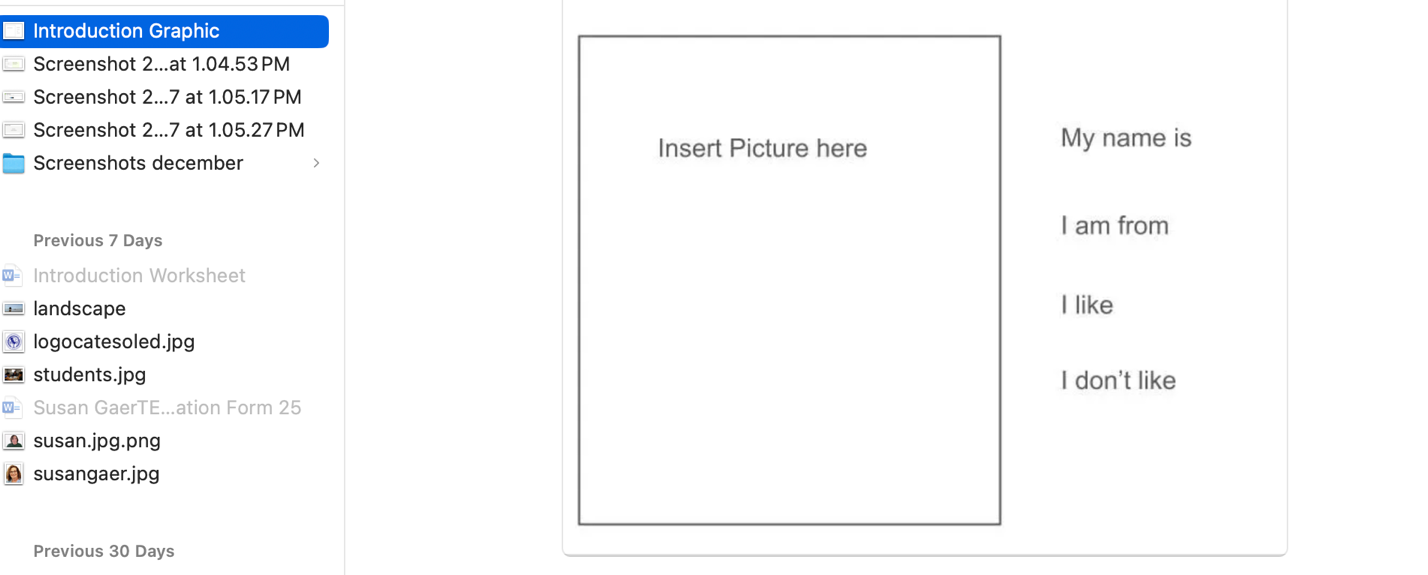 Introduction Graphic
Screenshot 2...at 1.04.53 PM
Screenshot 2...7 at 1.05.17 PM
Screenshot 2...7 at 1.05.27 PM
Screenshots december
Previous 7 Days
Introduction Worksheet
landscape
logocatesoled.jpg
students.jpg
Susan GaerTE...ation Form 25
susan.jpg.png
susangaer.jpg
Previous 30 Days
Insert Picture here
My name is
I am from
I like
I don't like